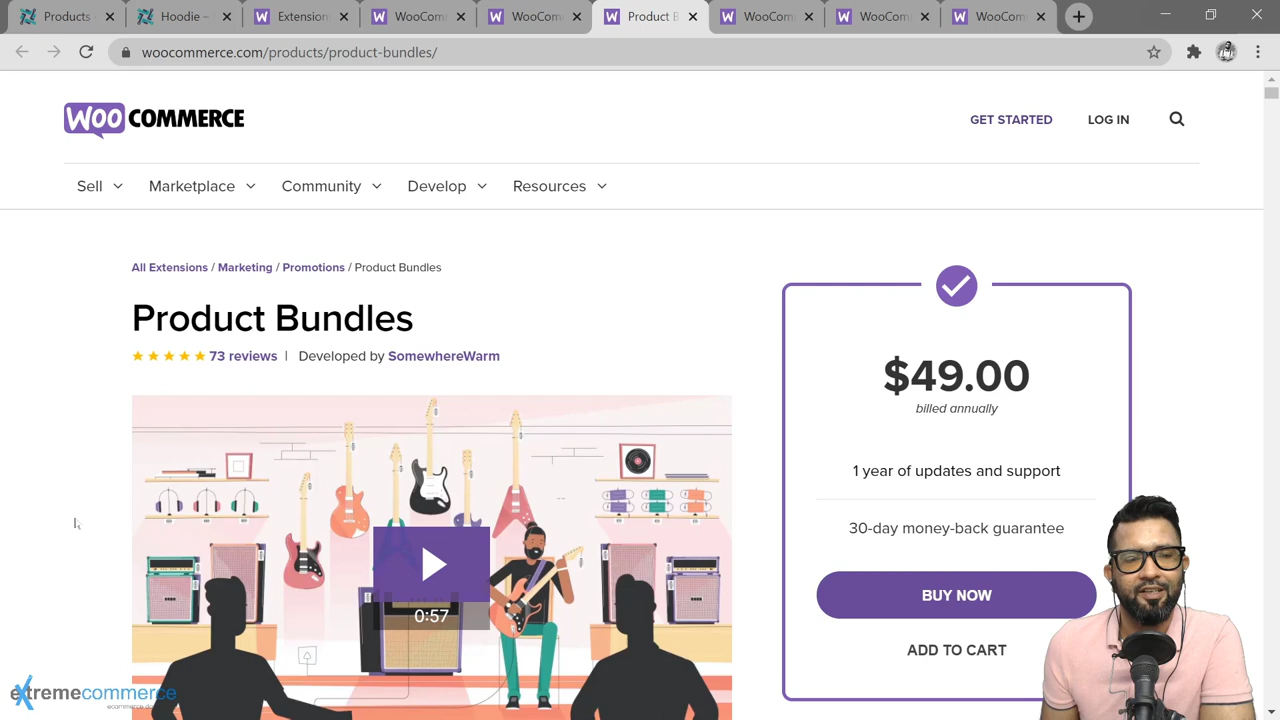 Products
Hoodie –
Extension
WooCom
WooCom
Product B
WooCom
WooCom
WooCom
woocommerce.com/products/product-bundles/
WOO COMMERCE
GET STARTED
LOG IN
Sell
Marketplace
Community
Develop
Resources
All Extensions / Marketing / Promotions / Product Bundles
Product Bundles
73 reviews | Developed by SomewhereWarm
$49.00
billed annually
1 year of updates and support
30-day money-back guarantee
BUY NOW
ADD TO CART
0:57
extremecommerce